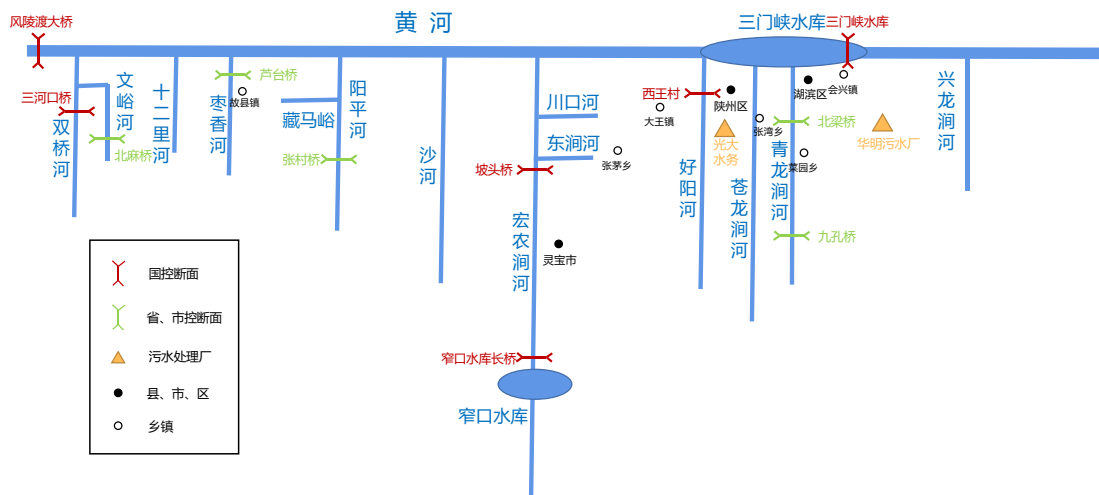 黄河
风陵渡大桥
三门峡水库
三门峡水库
三河口桥
文峪河
双桥河
北麻桥
十二里河
芦台桥
故县镇
枣香河
藏马峪
阳平河
张村桥
沙河
川口河
东涧河
坡头桥
张茅乡
宏农涧河
灵宝市
窄口水库长桥
窄口水库
西王村
大王镇
陕州区
光大
水务
好阳河
张湾乡
苍龙涧河
湖滨区
会兴镇
北梁桥
青龙涧河
菜园乡
九孔桥
华明污水厂
兴龙涧河
国控断面
省、市控断面
污水处理厂
县、市、区
乡镇